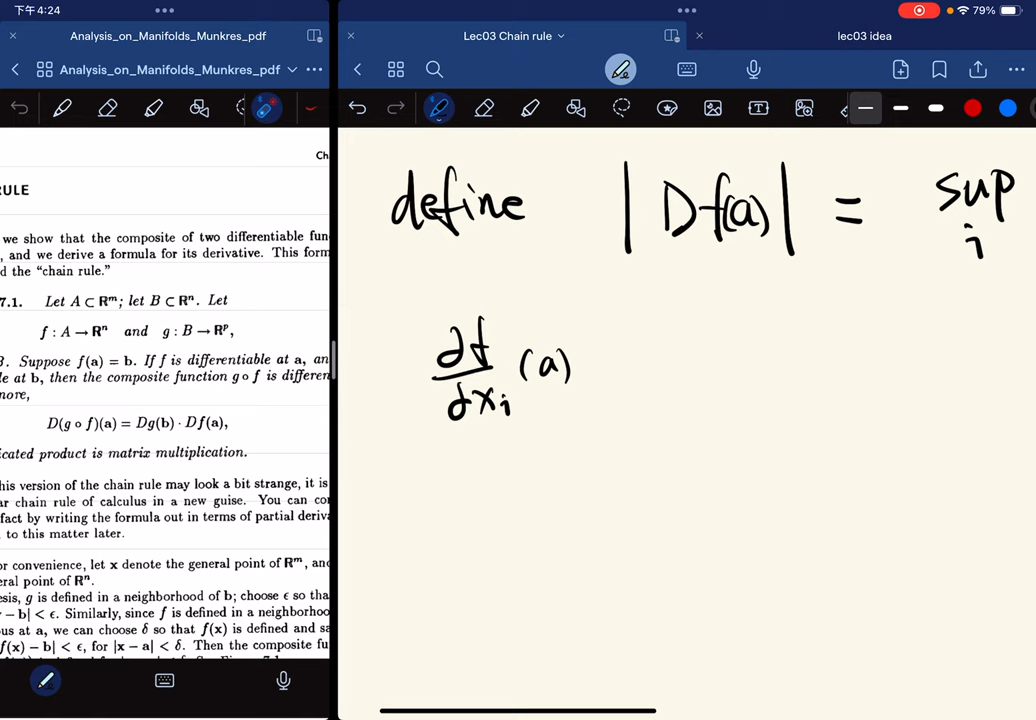 下午4:24
79%
Analysis_on_Manifolds_Munkres_pdf
Lec03 Chain rule
lec03 idea
Analysis_on_Manifolds_Munkres_pdf
Ch
RULE
we show that the composite of two differentiable fun
, and we derive a formula for its derivative. This form
d the “chain rule.”
7.1. Let A ⊂ Rᵐ; let B ⊂ Rⁿ. Let
f : A → Rⁿ and g : B → Rᵖ,
B. Suppose f(a) = b. If f is differentiable at a, an
le at b, then the composite function g ∘ f is differen
more,
D(g ∘ f)(a) = Dg(b) · Df(a),
icated product is matrix multiplication.
his version of the chain rule may look a bit strange, it is
ar chain rule of calculus in a new guise. You can con
fact by writing the formula out in terms of partial deriva
to this matter later.
or convenience, let x denote the general point of Rᵐ, and
eral point of Rⁿ.
esis, g is defined in a neighborhood of b; choose ϵ so tha
− b| < ϵ. Similarly, since f is defined in a neighborhoo
us at a, we can choose δ so that f(x) is defined and sa
f(x) − b| < ϵ, for |x − a| < δ. Then the composite fu
define |Df(a)| = sup
i
∂f/∂xᵢ (a)